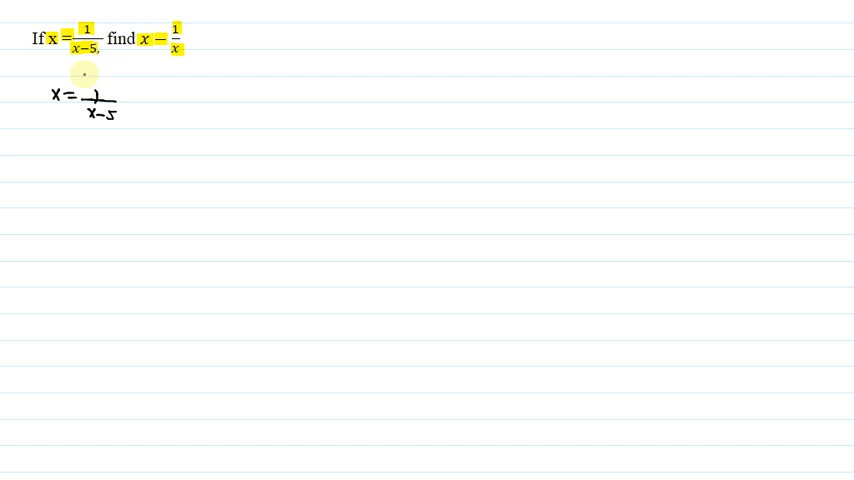 If x = 1/(x−5, find x − 1/x
x = 1/(x−5)